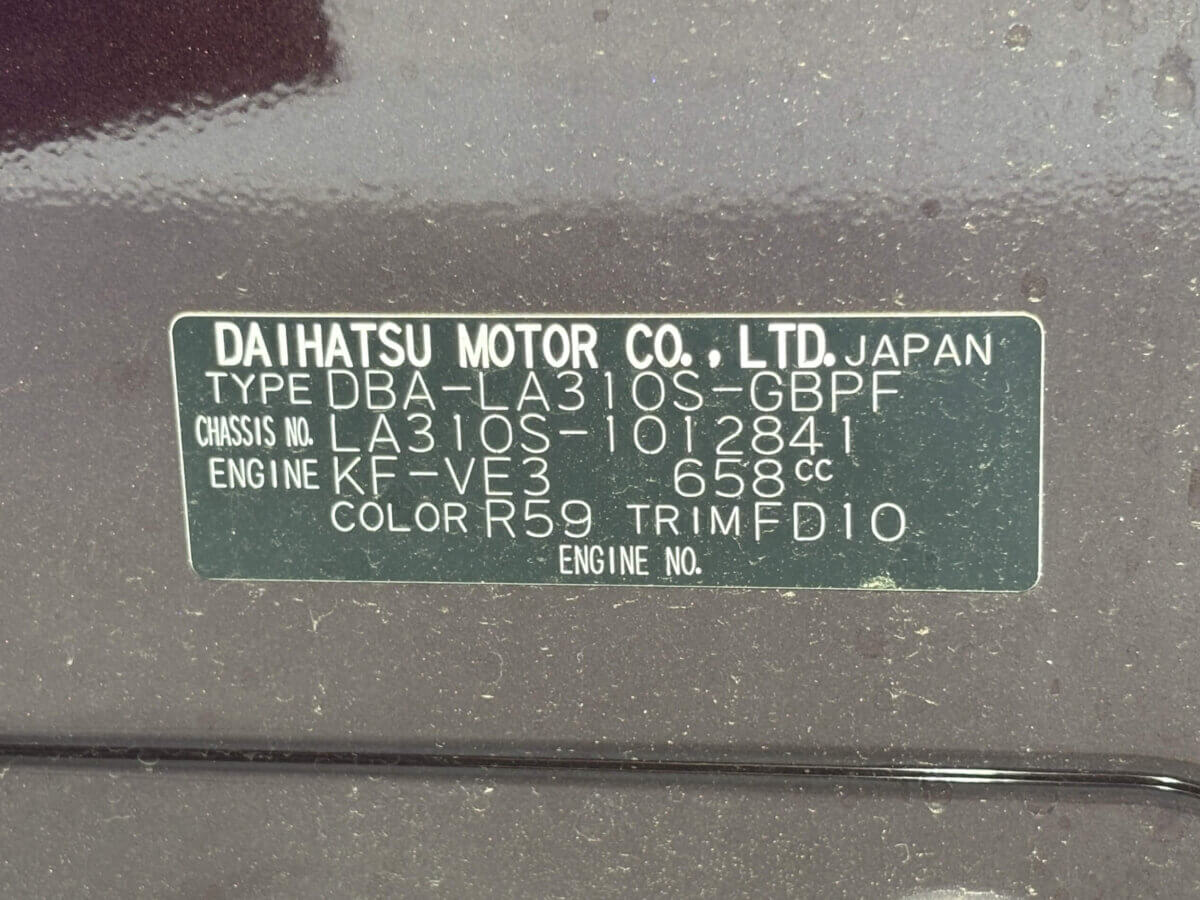 DAIHATSU MOTOR CO., LTD. JAPAN
TYPE DBA-LA310S-GBPF
CHASSIS NO. LA310S-1012841
ENGINE KF-VE3 658cc
COLOR R59 TRIM FD10
ENGINE NO.